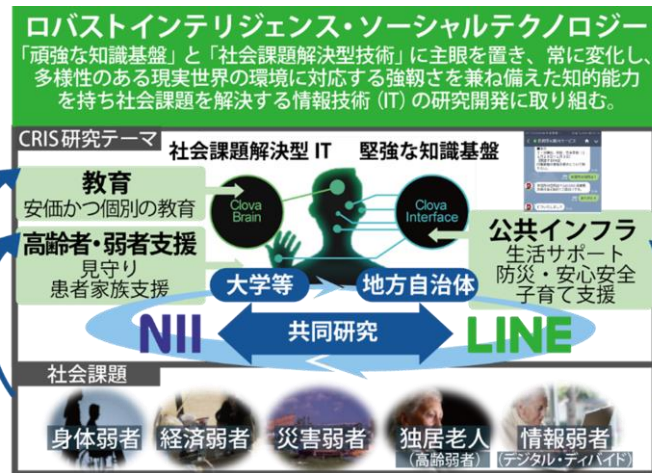 ロバストインテリジェンス・ソーシャルテクノロジー
「頑強な知識基盤」と「社会課題解決型技術」に主眼を置き、常に変化し、
多様性のある現実世界の環境に対応する強靱さを兼ね備えた知的能力
を持ち社会課題を解決する情報技術(IT)の研究開発に取り組む。
CRIS研究テーマ
社会課題解決型 IT
堅強な知識基盤
教育
安価かつ個別の教育
Clova
Brain
Clova
Interface
高齢者・弱者支援
見守り
患者家族支援
公共インフラ
生活サポート
防災・安心安全
子育て支援
大学等
地方自治体
NII
共同研究
LINE
社会課題
身体弱者
経済弱者
災害弱者
独居老人
(高齢弱者)
情報弱者
(デジタル・ディバイド)